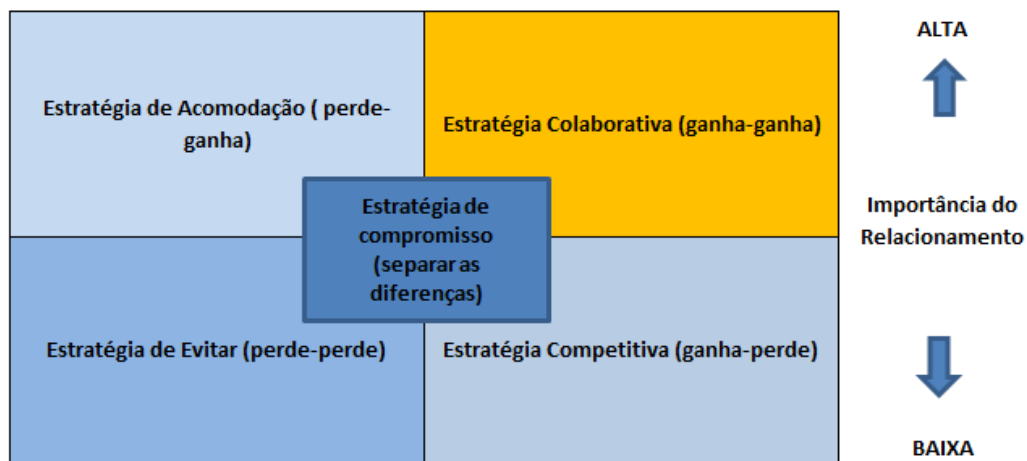 Estratégia de Acomodação ( perde-
ganha)
Estratégia Colaborativa (ganha-ganha)
Estratégia de
compromisso
(separar as
diferenças)
Estratégia de Evitar (perde-perde)
Estratégia Competitiva (ganha-perde)
ALTA
Importância do
Relacionamento
BAIXA